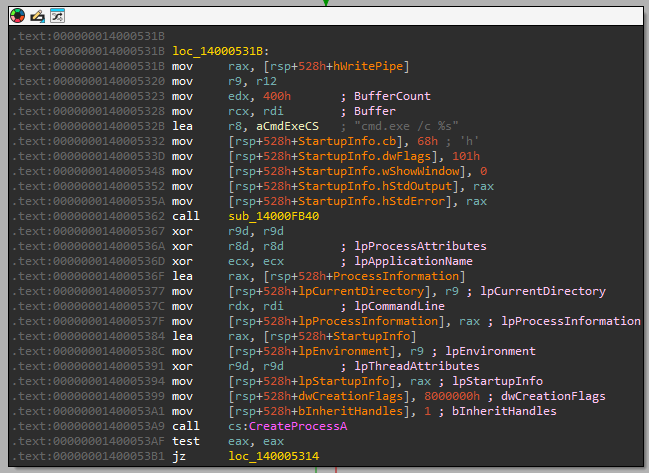 .text:000000014000531B
.text:000000014000531B loc_14000531B:
.text:000000014000531B mov rax, [rsp+528h+hWritePipe]
.text:0000000140005320 mov r9, r12
.text:0000000140005323 mov edx, 400h ; BufferCount
.text:0000000140005328 mov rcx, rdi ; Buffer
.text:000000014000532B lea r8, aCmdExeCS ; "cmd.exe /c %s"
.text:0000000140005332 mov [rsp+528h+StartupInfo.cb], 68h ; 'h'
.text:000000014000533D mov [rsp+528h+StartupInfo.dwFlags], 101h
.text:0000000140005348 mov [rsp+528h+StartupInfo.wShowWindow], 0
.text:0000000140005352 mov [rsp+528h+StartupInfo.hStdOutput], rax
.text:000000014000535A mov [rsp+528h+StartupInfo.hStdError], rax
.text:0000000140005362 call sub_14000FB40
.text:0000000140005367 xor r9d, r9d
.text:000000014000536A xor r8d, r8d ; lpProcessAttributes
.text:000000014000536D xor ecx, ecx ; lpApplicationName
.text:000000014000536F lea rax, [rsp+528h+ProcessInformation]
.text:0000000140005377 mov [rsp+528h+lpCurrentDirectory], r9 ; lpCurrentDirectory
.text:000000014000537C mov rdx, rdi ; lpCommandLine
.text:000000014000537F mov [rsp+528h+lpProcessInformation], rax ; lpProcessInformation
.text:0000000140005384 lea rax, [rsp+528h+StartupInfo]
.text:000000014000538C mov [rsp+528h+lpEnvironment], r9 ; lpEnvironment
.text:0000000140005391 xor r9d, r9d ; lpThreadAttributes
.text:0000000140005394 mov [rsp+528h+lpStartupInfo], rax ; lpStartupInfo
.text:0000000140005399 mov [rsp+528h+dwCreationFlags], 8000000h ; dwCreationFlags
.text:00000001400053A1 mov [rsp+528h+bInheritHandles], 1 ; bInheritHandles
.text:00000001400053A9 call cs:CreateProcessA
.text:00000001400053AF test eax, eax
.text:00000001400053B1 jz loc_140005314